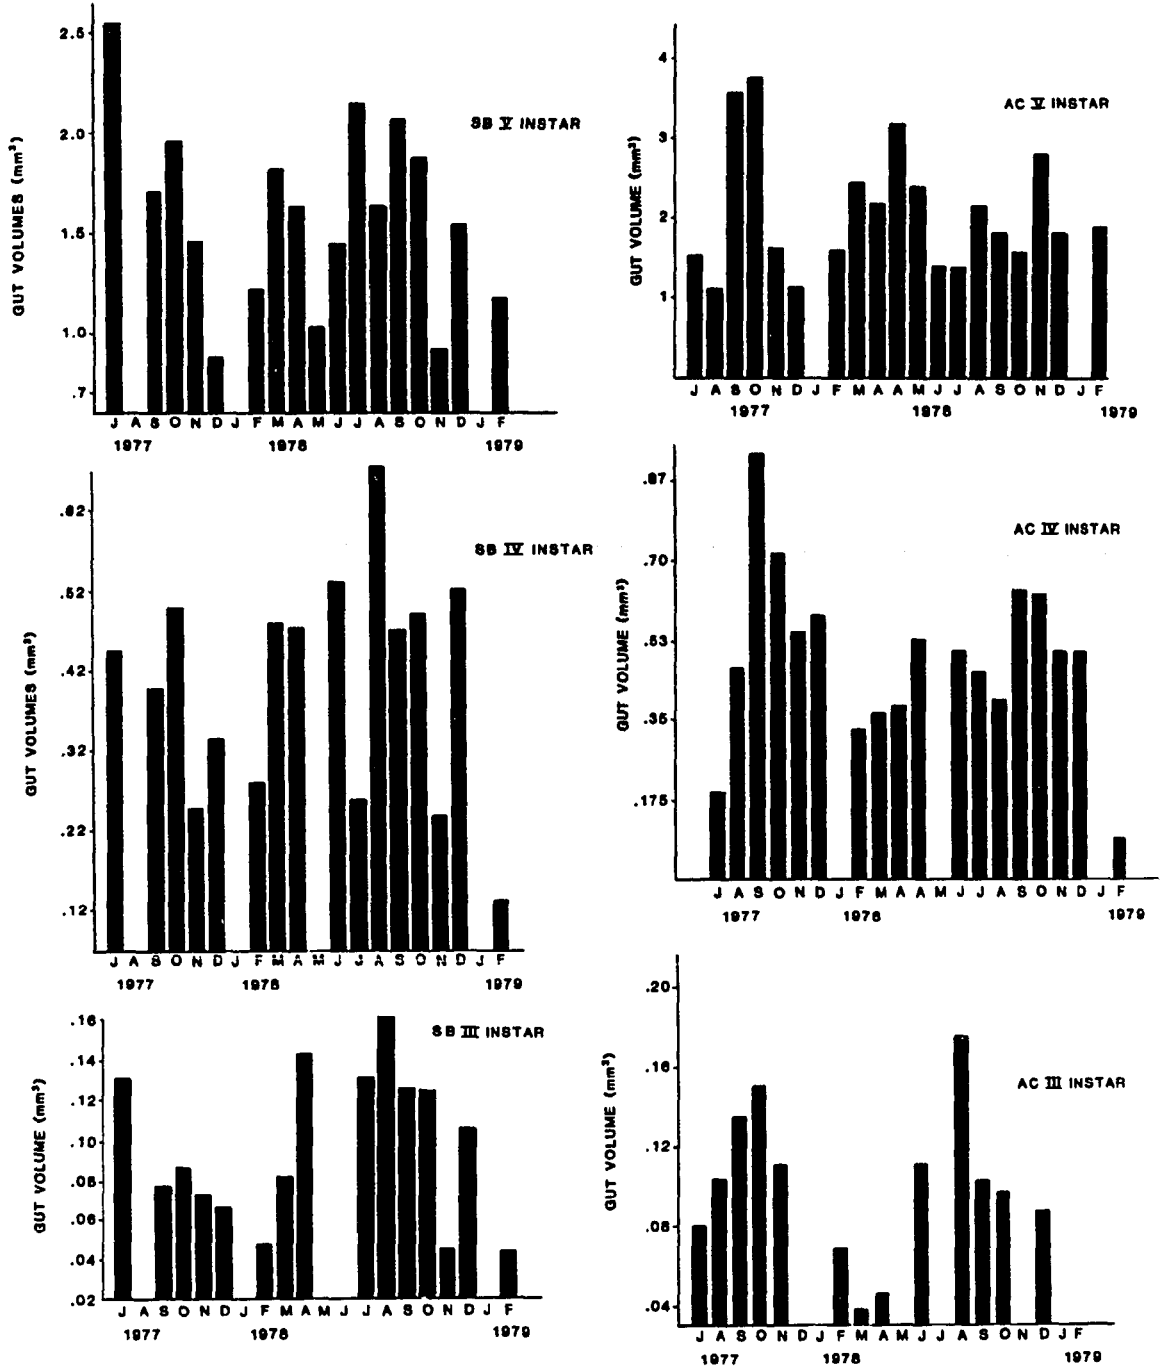 GUT VOLUMES (mm³)
2.5
2.0
1.5
1.0
.7
SB V INSTAR
J A S O N D J F M A M J J A S O N D J F
1977 1978 1979
GUT VOLUME (mm³)
4
3
2
1
AC V INSTAR
J A S O N D J F M A A M J J A S O N D J F
1977 1978 1979
GUT VOLUMES (mm³)
.62
.52
.42
.32
.22
.12
SB IV INSTAR
J A S O N D J F M A M J J A S O N D J F
1977 1978 1979
GUT VOLUME (mm³)
.87
.70
.53
.35
.175
AC IV INSTAR
J A S O N D J F M A A M J J A S O N D J F
1977 1978 1979
GUT VOLUME (mm³)
.16
.14
.12
.10
.08
.06
.04
.02
SB III INSTAR
J A S O N D J F M A M J J A S O N D J F
1977 1978 1979
GUT VOLUME (mm³)
.20
.16
.12
.08
.04
AC III INSTAR
J A S O N D J F M A M J J A S O N D J F
1977 1978 1979